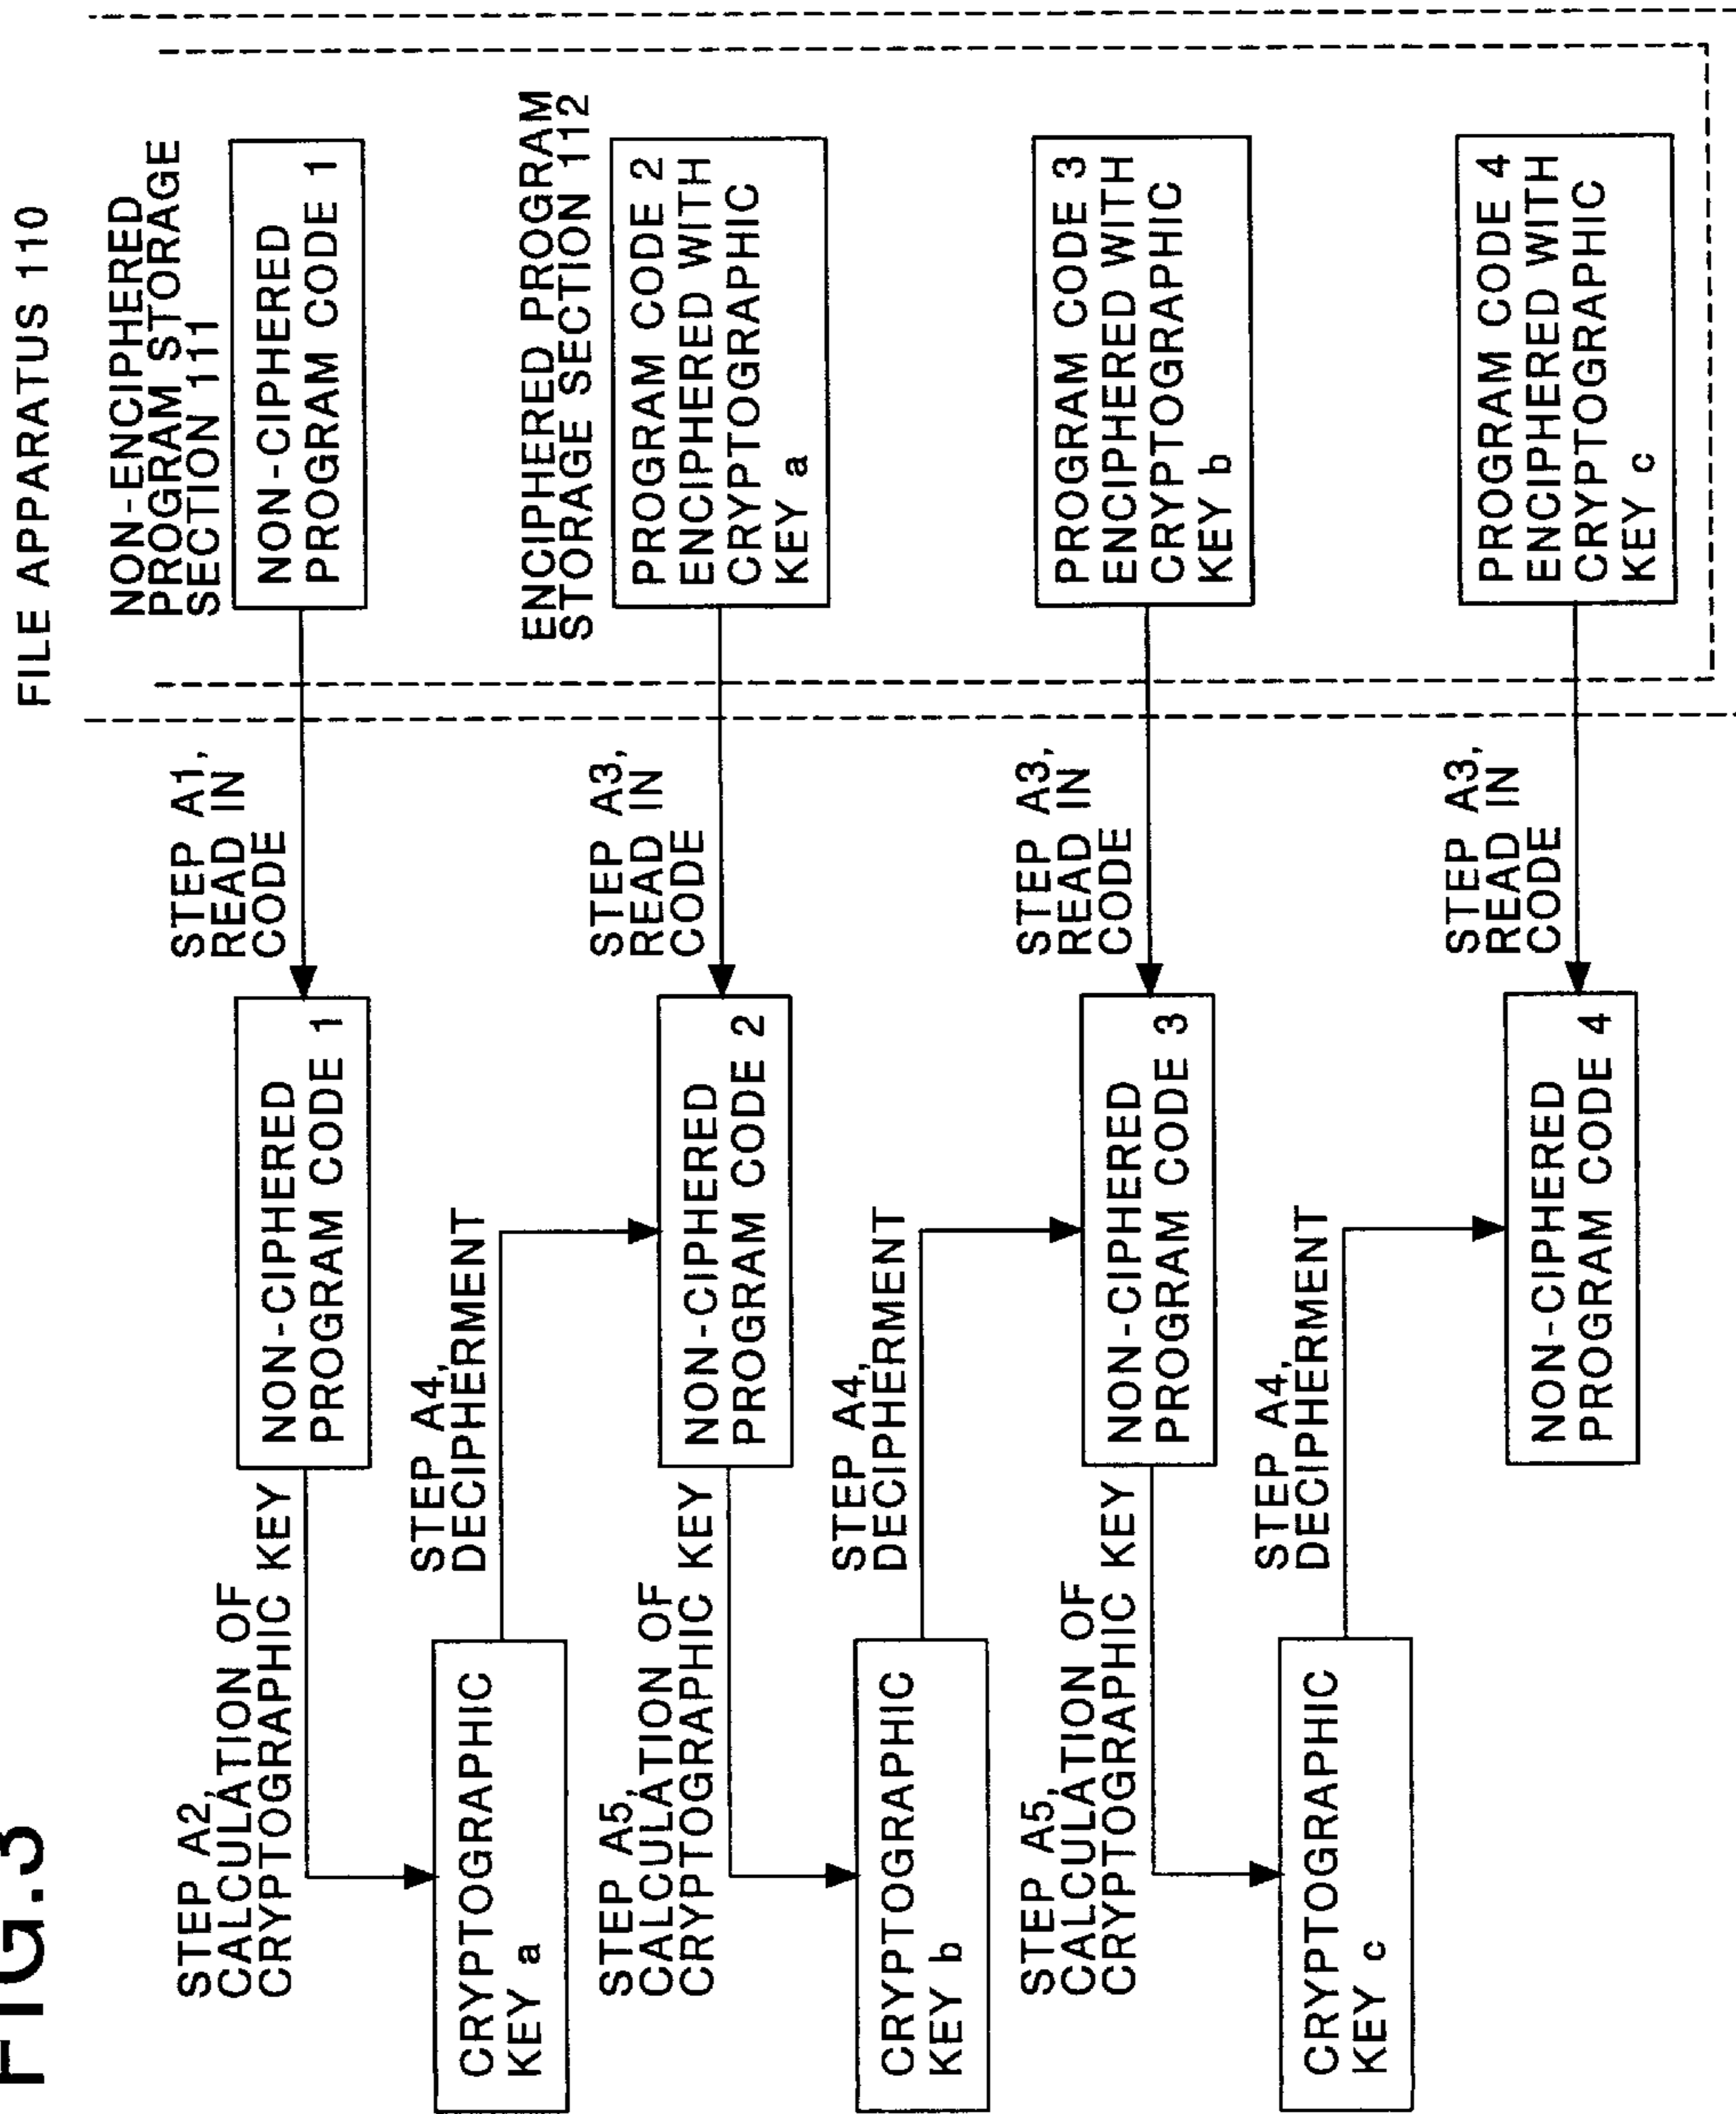 FIG.3
FILE APPARATUS 110
NON-ENCIPHERED
PROGRAM STORAGE
SECTION 111
STEP A2,
CALCULATION OF
CRYPTOGRAPHIC KEY
NON-CIPHERED
PROGRAM CODE 1
STEP A1,
READ IN
CODE
NON-CIPHERED
PROGRAM CODE 1
CRYPTOGRAPHIC
KEY a
STEP A4,
DECIPHERMENT
ENCIPHERED PROGRAM
STORAGE SECTION 112
STEP A5,
CALCULATION OF
CRYPTOGRAPHIC KEY
NON-CIPHERED
PROGRAM CODE 2
STEP A3,
READ IN
CODE
PROGRAM CODE 2
ENCIPHERED WITH
CRYPTOGRAPHIC
KEY a
CRYPTOGRAPHIC
KEY b
STEP A4,
DECIPHERMENT
STEP A5,
CALCULATION OF
CRYPTOGRAPHIC KEY
NON-CIPHERED
PROGRAM CODE 3
STEP A3,
READ IN
CODE
PROGRAM CODE 3
ENCIPHERED WITH
CRYPTOGRAPHIC
KEY b
CRYPTOGRAPHIC
KEY c
STEP A4,
DECIPHERMENT
NON-CIPHERED
PROGRAM CODE 4
STEP A3,
READ IN
CODE
PROGRAM CODE 4
ENCIPHERED WITH
CRYPTOGRAPHIC
KEY c